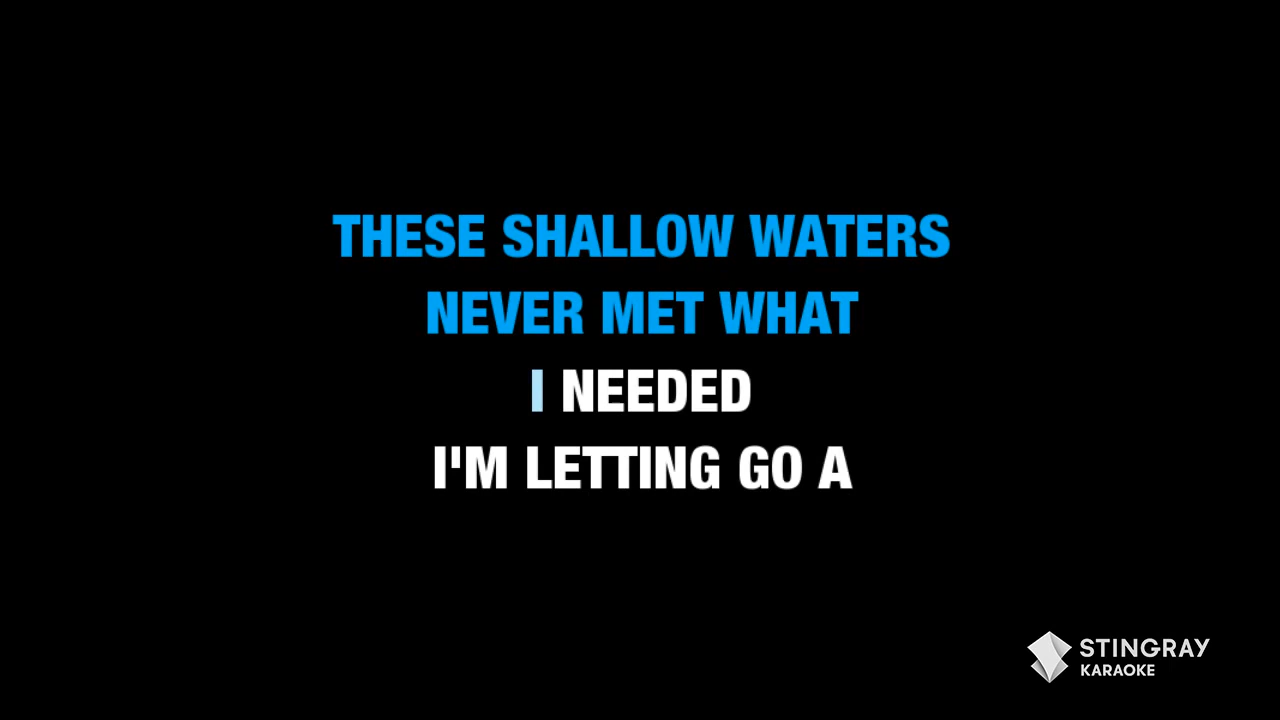 THESE SHALLOW WATERS
NEVER MET WHAT
I NEEDED
I'M LETTING GO A
STINGRAY
KARAOKE